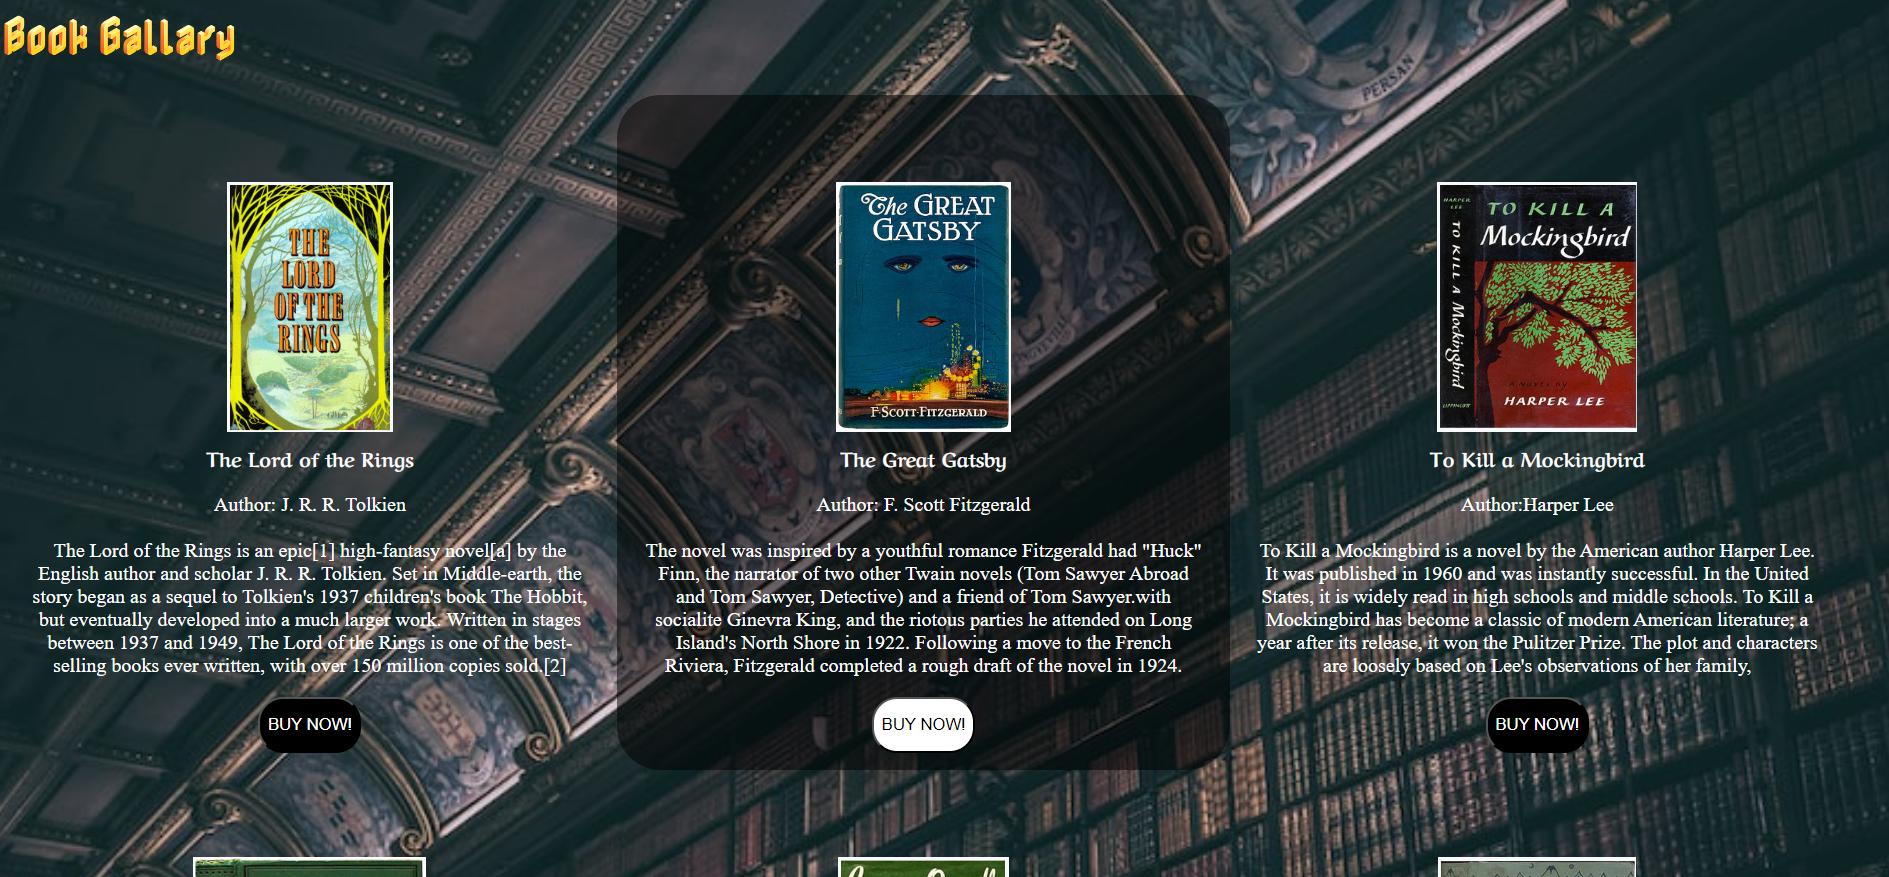 Book Gallary
PERSAN
THE
LORD
OF THE
RINGS
The GREAT
GATSBY
F·SCOTT·FITZGERALD
HARPER
LEE
TO KILL A Mockingbird
LIPPINCOTT
TO KILL A
Mockingbird
A NOVEL BY
HARPER LEE
The Lord of the Rings
Author: J. R. R. Tolkien
The Lord of the Rings is an epic[1] high-fantasy novel[a] by the
English author and scholar J. R. R. Tolkien. Set in Middle-earth, the
story began as a sequel to Tolkien's 1937 children's book The Hobbit,
but eventually developed into a much larger work. Written in stages
between 1937 and 1949, The Lord of the Rings is one of the best-
selling books ever written, with over 150 million copies sold.[2]
BUY NOW!
The Great Gatsby
Author: F. Scott Fitzgerald
The novel was inspired by a youthful romance Fitzgerald had "Huck"
Finn, the narrator of two other Twain novels (Tom Sawyer Abroad
and Tom Sawyer, Detective) and a friend of Tom Sawyer.with
socialite Ginevra King, and the riotous parties he attended on Long
Island's North Shore in 1922. Following a move to the French
Riviera, Fitzgerald completed a rough draft of the novel in 1924.
BUY NOW!
To Kill a Mockingbird
Author:Harper Lee
To Kill a Mockingbird is a novel by the American author Harper Lee.
It was published in 1960 and was instantly successful. In the United
States, it is widely read in high schools and middle schools. To Kill a
Mockingbird has become a classic of modern American literature; a
year after its release, it won the Pulitzer Prize. The plot and characters
are loosely based on Lee's observations of her family,
BUY NOW!